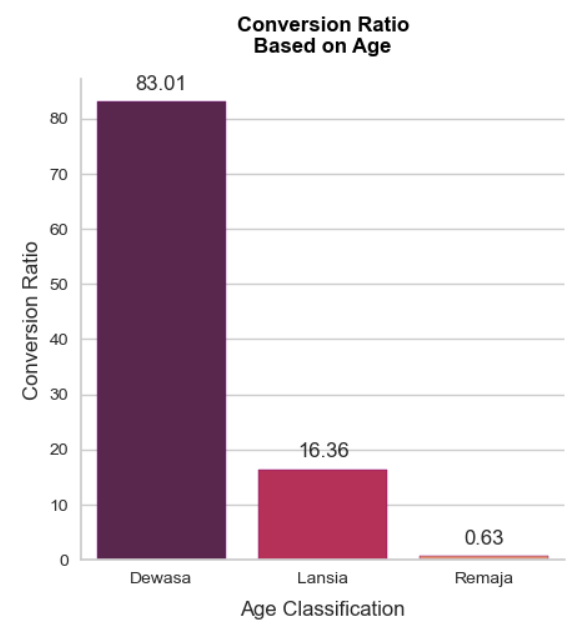 Conversion Ratio
Based on Age
83.01
80
70
60
50
40
30
20
10
0
16.36
0.63
Conversion Ratio
Dewasa
Lansia
Remaja
Age Classification